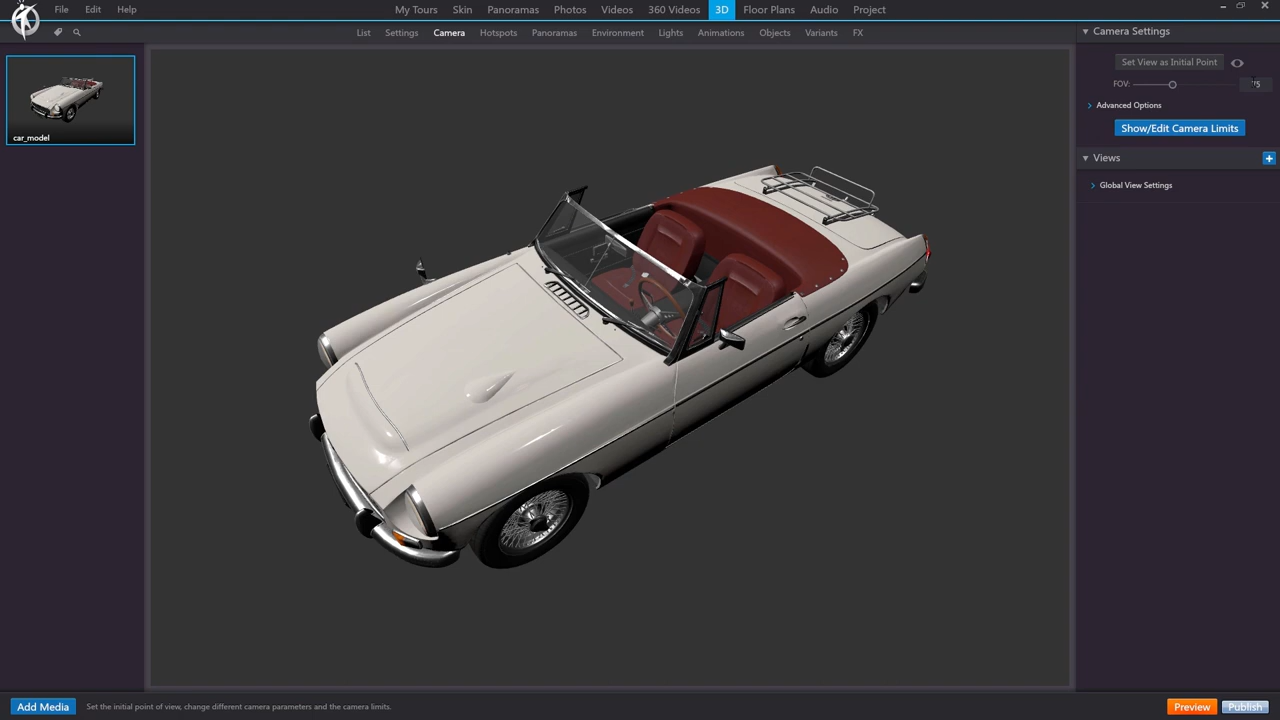 File Edit Help My Tours Skin Panoramas Photos Videos 360 Videos 3D Floor Plans Audio Project
List Settings Camera Hotspots Panoramas Environment Lights Animations Objects Variants FX
Camera Settings
Set View as Initial Point
FOV:
Advanced Options
Show/Edit Camera Limits
Views
Global View Settings
car_model
Add Media Set the initial point of view, change different camera parameters and the camera limits. Preview Publish